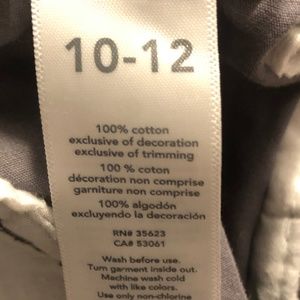 10-12
100% cotton
exclusive of decoration
exclusive of trimming
100 % coton
décoration non comprise
garniture non comprise
100% algodón
excluyendo la decoración
RN# 35623
CA# 53061
Wash before use.
Turn garment inside out.
Machine wash cold
with like colors.
Use only non-chlorine